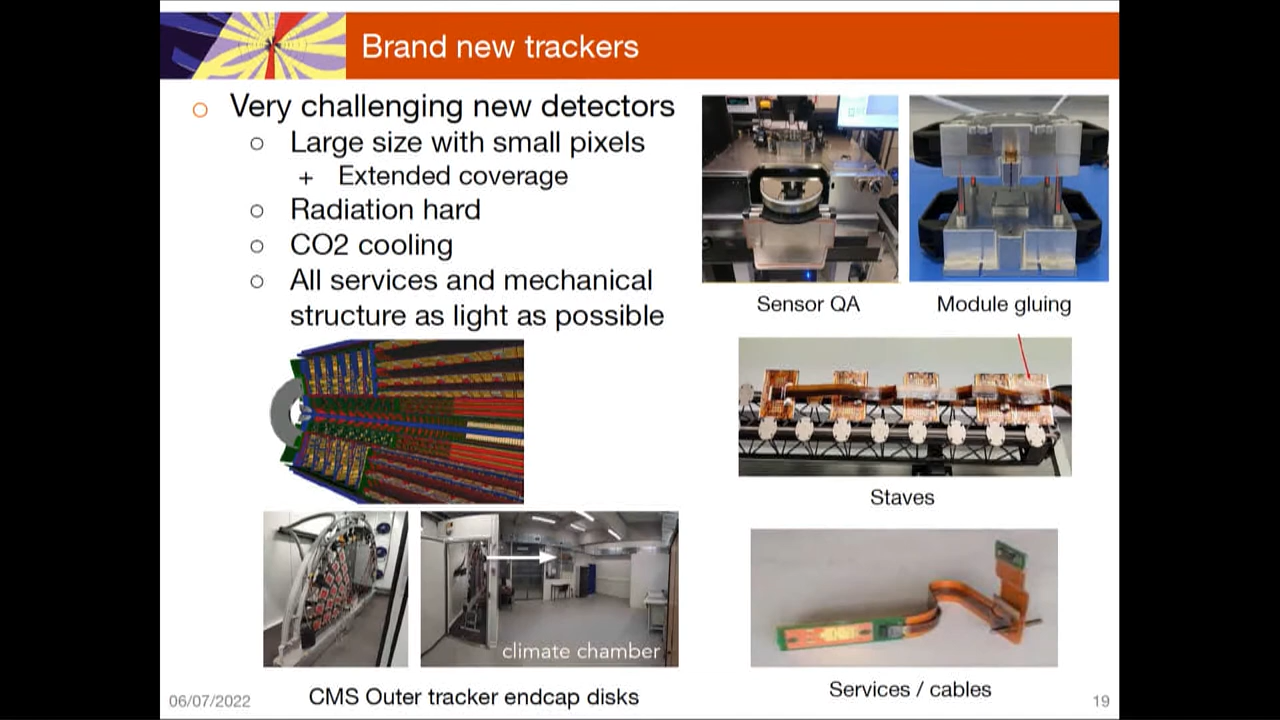 Brand new trackers
○ Very challenging new detectors
○ Large size with small pixels
+ Extended coverage
○ Radiation hard
○ CO2 cooling
○ All services and mechanical
structure as light as possible
Sensor QA
Module gluing
Staves
climate chamber
CMS Outer tracker endcap disks
Services / cables
06/07/2022
19